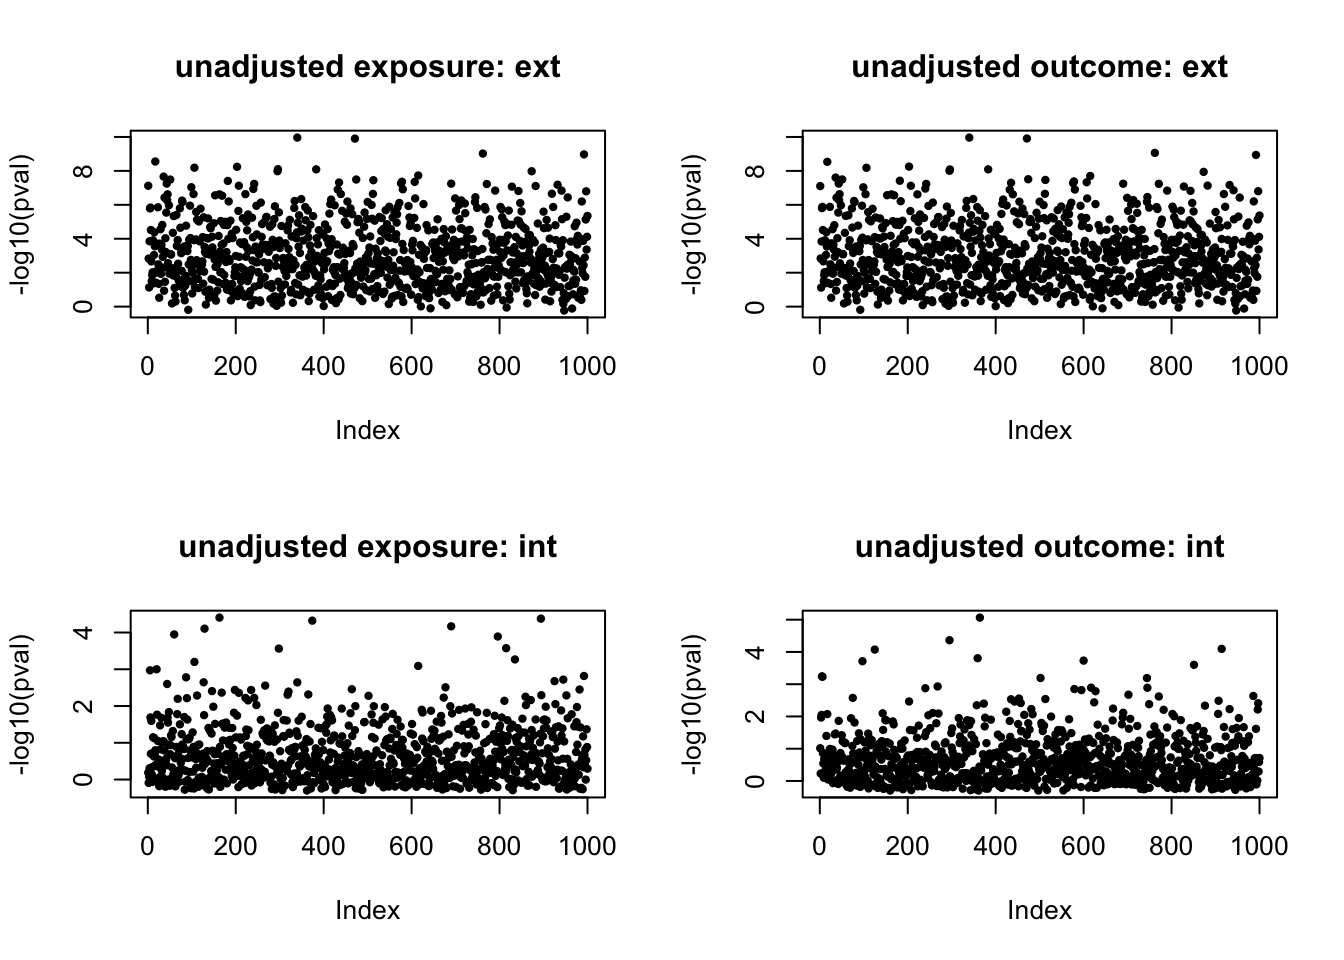 unadjusted exposure: ext
-log10(pval)
8
4
0
0 200 400 600 800 1000
Index
unadjusted outcome: ext
-log10(pval)
8
4
0
0 200 400 600 800 1000
Index
unadjusted exposure: int
-log10(pval)
4
2
0
0 200 400 600 800 1000
Index
unadjusted outcome: int
-log10(pval)
4
2
0
0 200 400 600 800 1000
Index